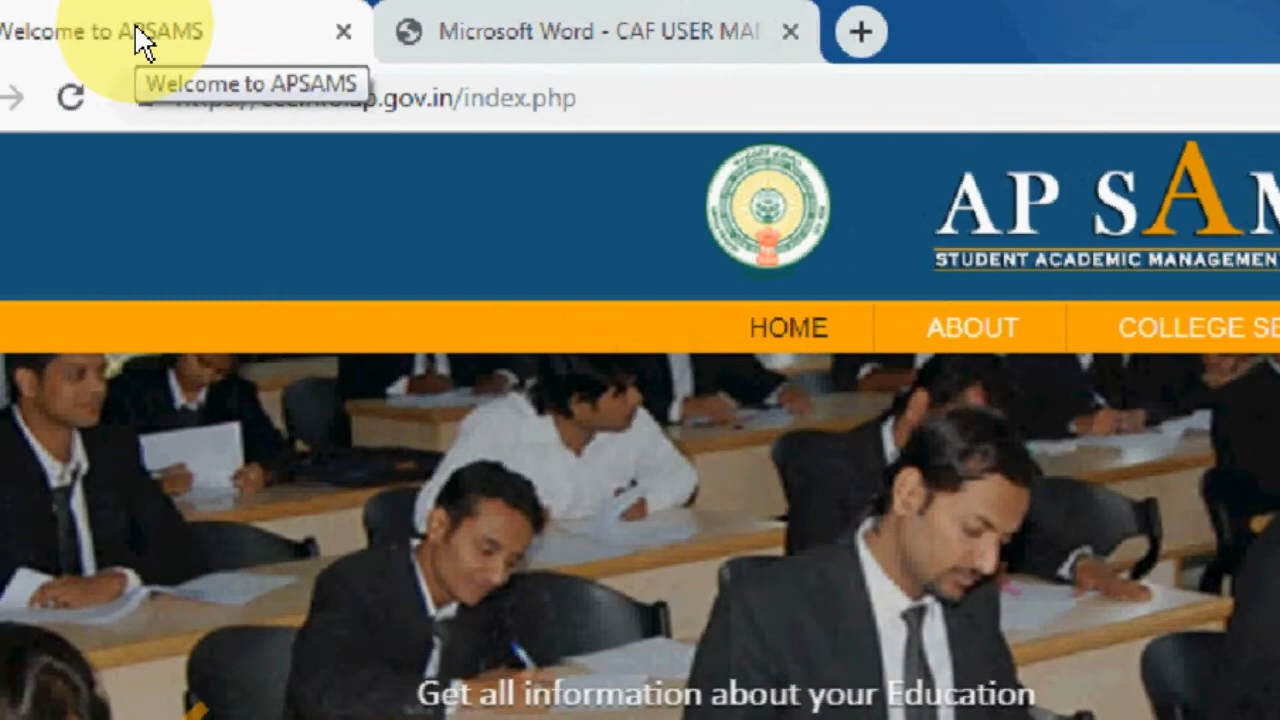 Welcome to APSAMS
Microsoft Word - CAF USER MA
Welcome to APSAMS
ap.gov.in/index.php
AP SAM
STUDENT ACADEMIC MANAGEMEN
HOME
ABOUT
COLLEGE SE
Get all information about your Education